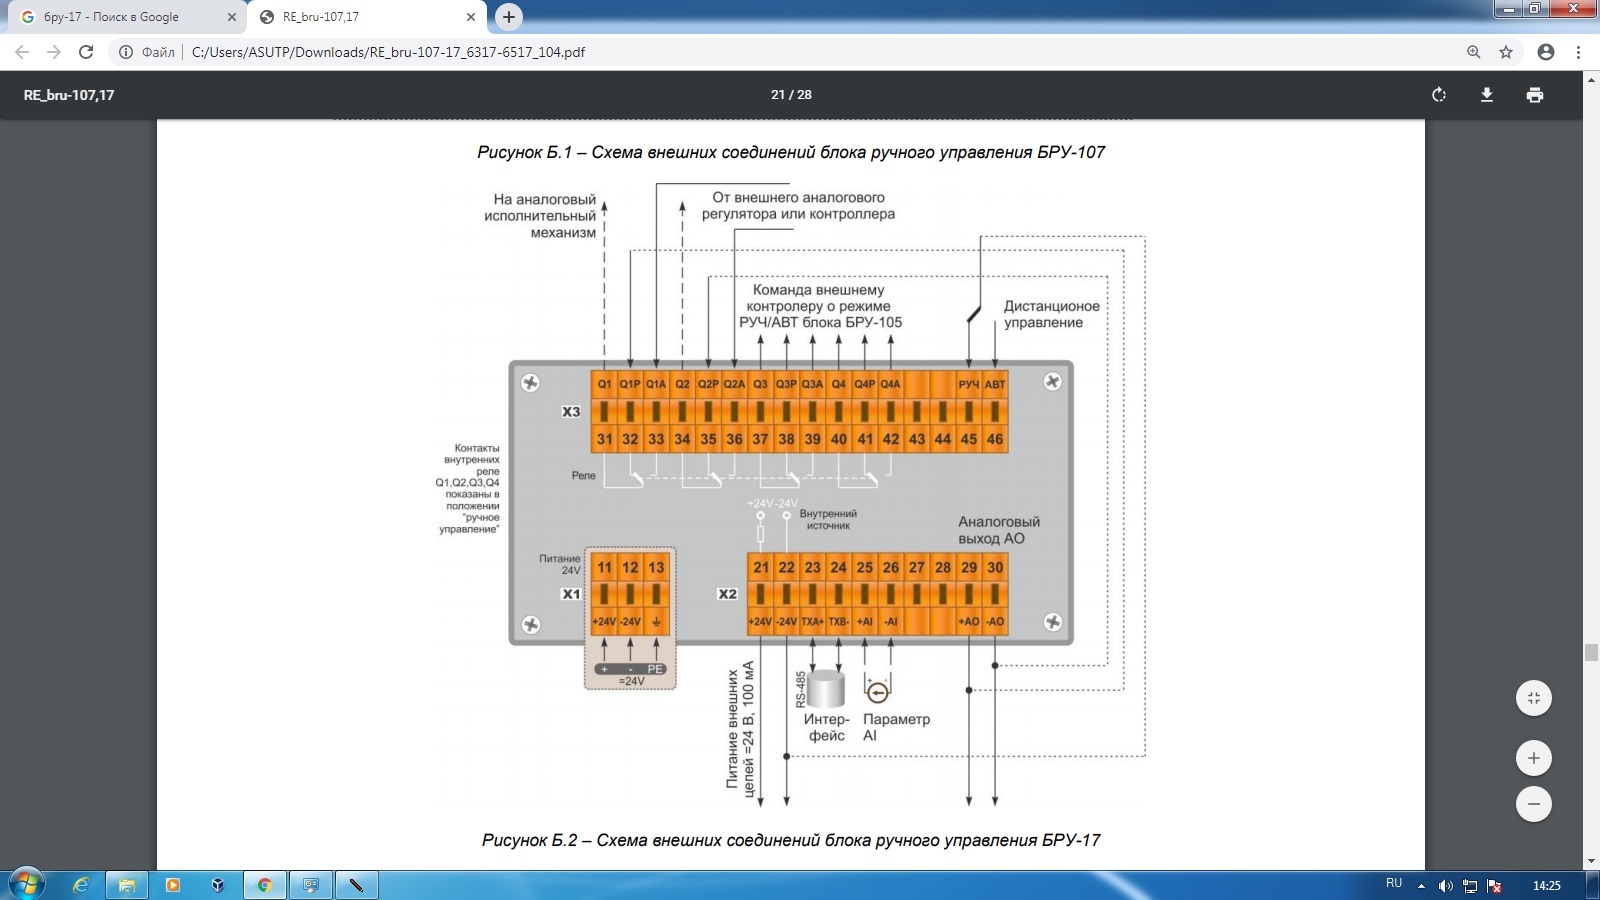 бру-17 - Поиск в Google
RE_bru-107,17
Файл
C:/Users/ASUTP/Downloads/RE_bru-107-17_6317-6517_104.pdf
RE_bru-107,17
21 / 28
Рисунок Б.1 – Схема внешних соединений блока ручного управления БРУ-107
На аналоговый
исполнительный
механизм
От внешнего аналогового
регулятора или контроллера
Команда внешнему
контролеру о режиме
РУЧ/АВТ блока БРУ-105
Дистанционое
управление
Q1 Q1P Q1A Q2 Q2P Q2A Q3 Q3P Q3A Q4 Q4P Q4A РУЧ АВТ
X3
31 32 33 34 35 36 37 38 39 40 41 42 43 44 45 46
Контакты
внутренних
реле
Q1,Q2,Q3,Q4
показаны в
положении
"ручное
управление"
Реле
+24V -24V
Внутренний
источник
Аналоговый
выход АО
Питание
24V
11 12 13
X1
+24V -24V
+ - PE
=24V
21 22 23 24 25 26 27 28 29 30
X2
+24V -24V TXA+ TXB- +AI -AI +AO -AO
Питание внешних
цепей =24 В, 100 мА
RS-485
Интер-
фейс
+ -
Параметр
AI
Рисунок Б.2 – Схема внешних соединений блока ручного управления БРУ-17
RU
14:25